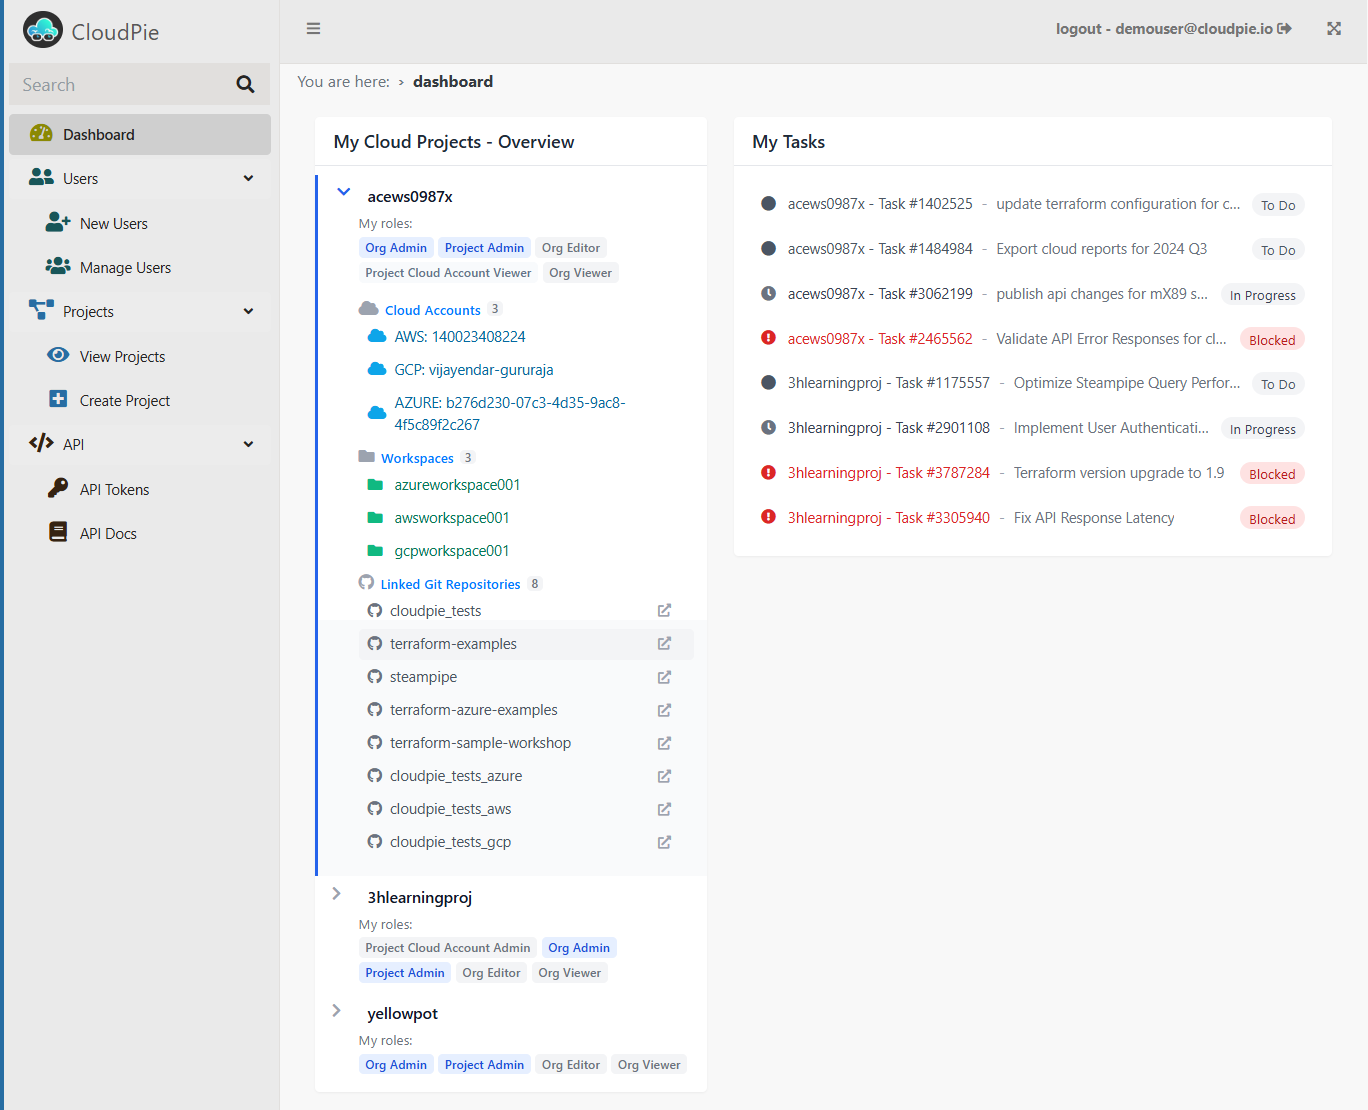 CloudPie
Search
Dashboard
Users
New Users
Manage Users
Projects
View Projects
Create Project
API
API Tokens
API Docs
logout - demouser@cloudpie.io
You are here: › dashboard
My Cloud Projects - Overview
acews0987x
My roles:
Org Admin Project Admin Org Editor
Project Cloud Account Viewer Org Viewer
Cloud Accounts 3
AWS: 140023408224
GCP: vijayendar-gururaja
AZURE: b276d230-07c3-4d35-9ac8-
4f5c89f2c267
Workspaces 3
azureworkspace001
awsworkspace001
gcpworkspace001
Linked Git Repositories 8
cloudpie_tests
terraform-examples
steampipe
terraform-azure-examples
terraform-sample-workshop
cloudpie_tests_azure
cloudpie_tests_aws
cloudpie_tests_gcp
3hlearningproj
My roles:
Project Cloud Account Admin Org Admin
Project Admin Org Editor Org Viewer
yellowpot
My roles:
Org Admin Project Admin Org Editor Org Viewer
My Tasks
acews0987x - Task #1402525 - update terraform configuration for c... To Do
acews0987x - Task #1484984 - Export cloud reports for 2024 Q3 To Do
acews0987x - Task #3062199 - publish api changes for mX89 s... In Progress
acews0987x - Task #2465562 - Validate API Error Responses for cl... Blocked
3hlearningproj - Task #1175557 - Optimize Steampipe Query Perfor... To Do
3hlearningproj - Task #2901108 - Implement User Authenticati... In Progress
3hlearningproj - Task #3787284 - Terraform version upgrade to 1.9 Blocked
3hlearningproj - Task #3305940 - Fix API Response Latency Blocked